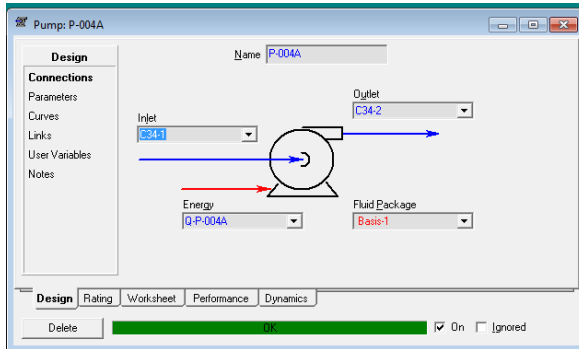 Pump: P-004A
Design
Connections
Parameters
Curves
Links
User Variables
Notes
Name P-004A
Outlet
C34-2
Inlet
C34-1
Energy
Q-P-004A
Fluid Package
Basis-1
Design Rating Worksheet Performance Dynamics
Delete OK On Ignored